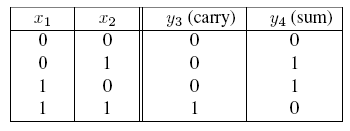 x₁ x₂ y₃ (carry) y₄ (sum)
0 0 0 0
0 1 0 1
1 0 0 1
1 1 1 0